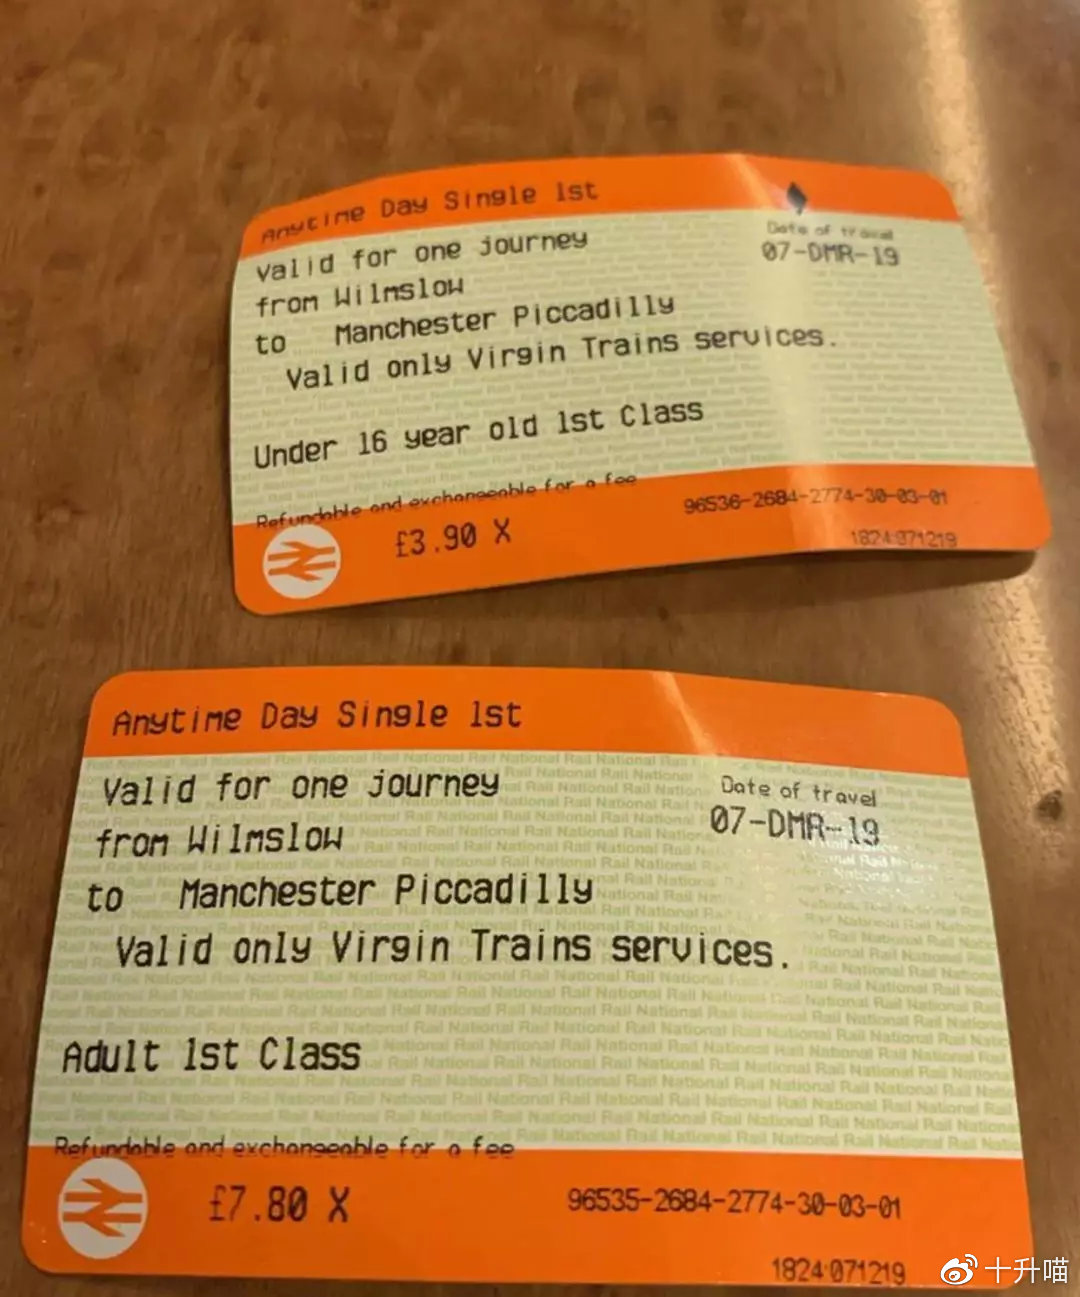 Anytime Day Single 1st
Date of travel
Valid for one journey
07-DMR-19
from Wilmslow
to Manchester Piccadilly
Valid only Virgin Trains services.
Under 16 year old 1st Class
Refundable and exchangeable for a fee
£3.90 X
96536-2684-2774-30-03-01
1824 071219
Anytime Day Single 1st
Valid for one journey
Date of travel
07-DMR-19
from Wilmslow
to Manchester Piccadilly
Valid only Virgin Trains services.
Adult 1st Class
Refundable and exchangeable for a fee
£7.80 X
96535-2684-2774-30-03-01
1824 071219
十升喵